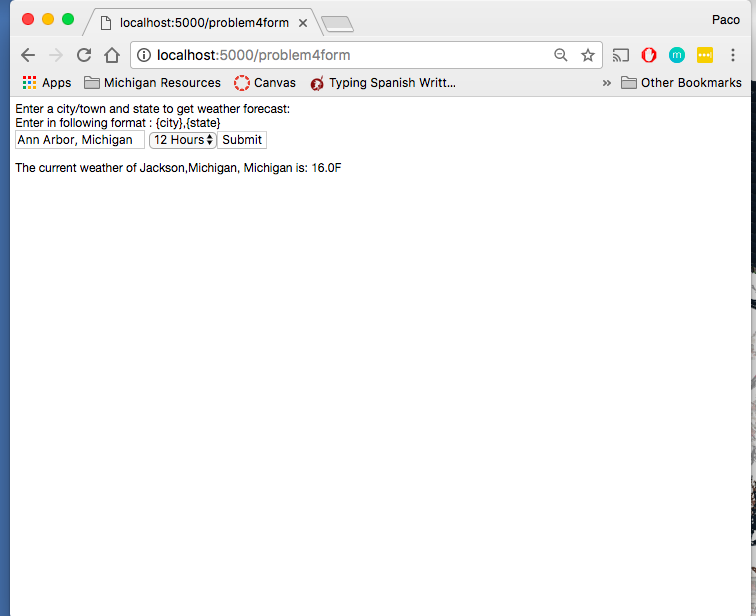 localhost:5000/problem4form
Paco
localhost:5000/problem4form
Apps Michigan Resources Canvas Typing Spanish Writt... » Other Bookmarks
Enter a city/town and state to get weather forecast:
Enter in following format : {city},{state}
Ann Arbor, Michigan 12 Hours Submit
The current weather of Jackson,Michigan, Michigan is: 16.0F